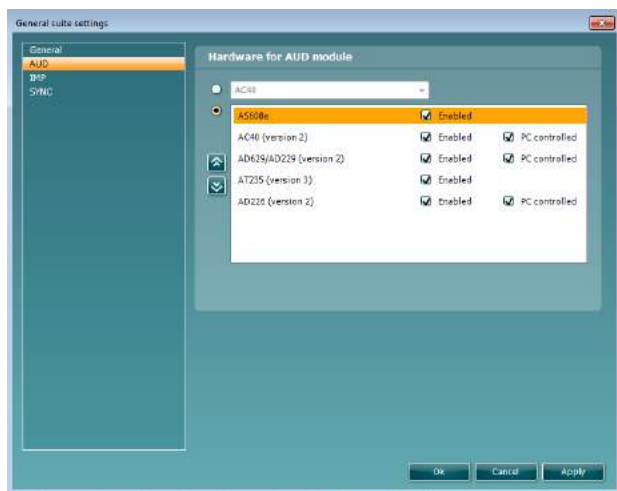 General suite settings
General
AUD
IMP
SYNC
Hardware for AUD module
AC40
AS608e Enabled
AC40 (version 2) Enabled PC controlled
AD629/AD229 (version 2) Enabled PC controlled
AT235 (version 3) Enabled
AD226 (version 2) Enabled PC controlled
Ok Cancel Apply